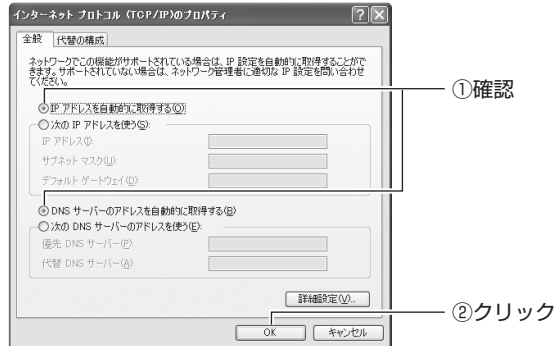 インターネット プロトコル (TCP/IP)のプロパティ
全般
代替の構成
ネットワークでこの機能がサポートされている場合は、IP 設定を自動的に取得することがで
きます。サポートされていない場合は、ネットワーク管理者に適切な IP 設定を問い合わせ
てください。
IP アドレスを自動的に取得する(O)
次の IP アドレスを使う(S):
IP アドレス(I):
サブネット マスク(U):
デフォルト ゲートウェイ(D):
DNS サーバーのアドレスを自動的に取得する(B)
次の DNS サーバーのアドレスを使う(E):
優先 DNS サーバー(P):
代替 DNS サーバー(A):
詳細設定(V)...
OK
キャンセル
①確認
②クリック